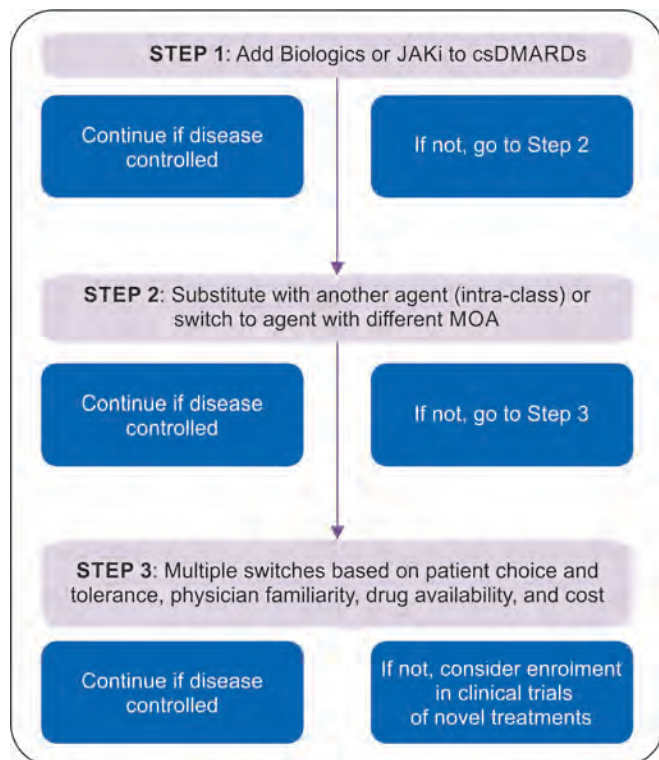 STEP 1: Add Biologics or JAKi to csDMARDs
Continue if disease
controlled
If not, go to Step 2
STEP 2: Substitute with another agent (intra-class) or
switch to agent with different MOA
Continue if disease
controlled
If not, go to Step 3
STEP 3: Multiple switches based on patient choice and
tolerance, physician familiarity, drug availability, and cost
Continue if disease
controlled
If not, consider enrolment
in clinical trials
of novel treatments